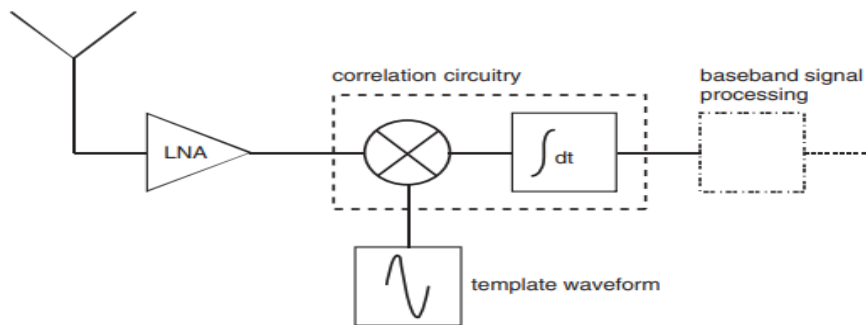 correlation circuitry
baseband signal
processing
LNA
∫dt
template waveform